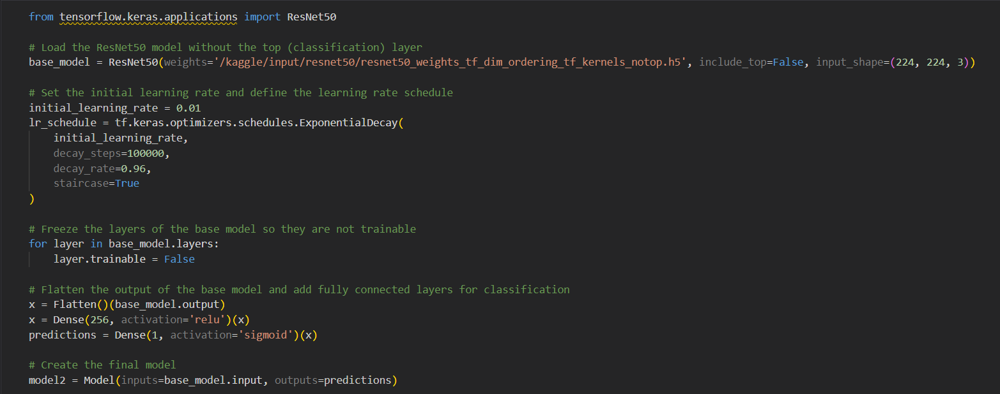 from tensorflow.keras.applications import ResNet50
# Load the ResNet50 model without the top (classification) layer
base_model = ResNet50(weights='/kaggle/input/resnet50/resnet50_weights_tf_dim_ordering_tf_kernels_notop.h5', include_top=False, input_shape=(224, 224, 3))
# Set the initial learning rate and define the learning rate schedule
initial_learning_rate = 0.01
lr_schedule = tf.keras.optimizers.schedules.ExponentialDecay(
    initial_learning_rate,
    decay_steps=100000,
    decay_rate=0.96,
    staircase=True
)
# Freeze the layers of the base model so they are not trainable
for layer in base_model.layers:
    layer.trainable = False
# Flatten the output of the base model and add fully connected layers for classification
x = Flatten()(base_model.output)
x = Dense(256, activation='relu')(x)
predictions = Dense(1, activation='sigmoid')(x)
# Create the final model
model2 = Model(inputs=base_model.input, outputs=predictions)